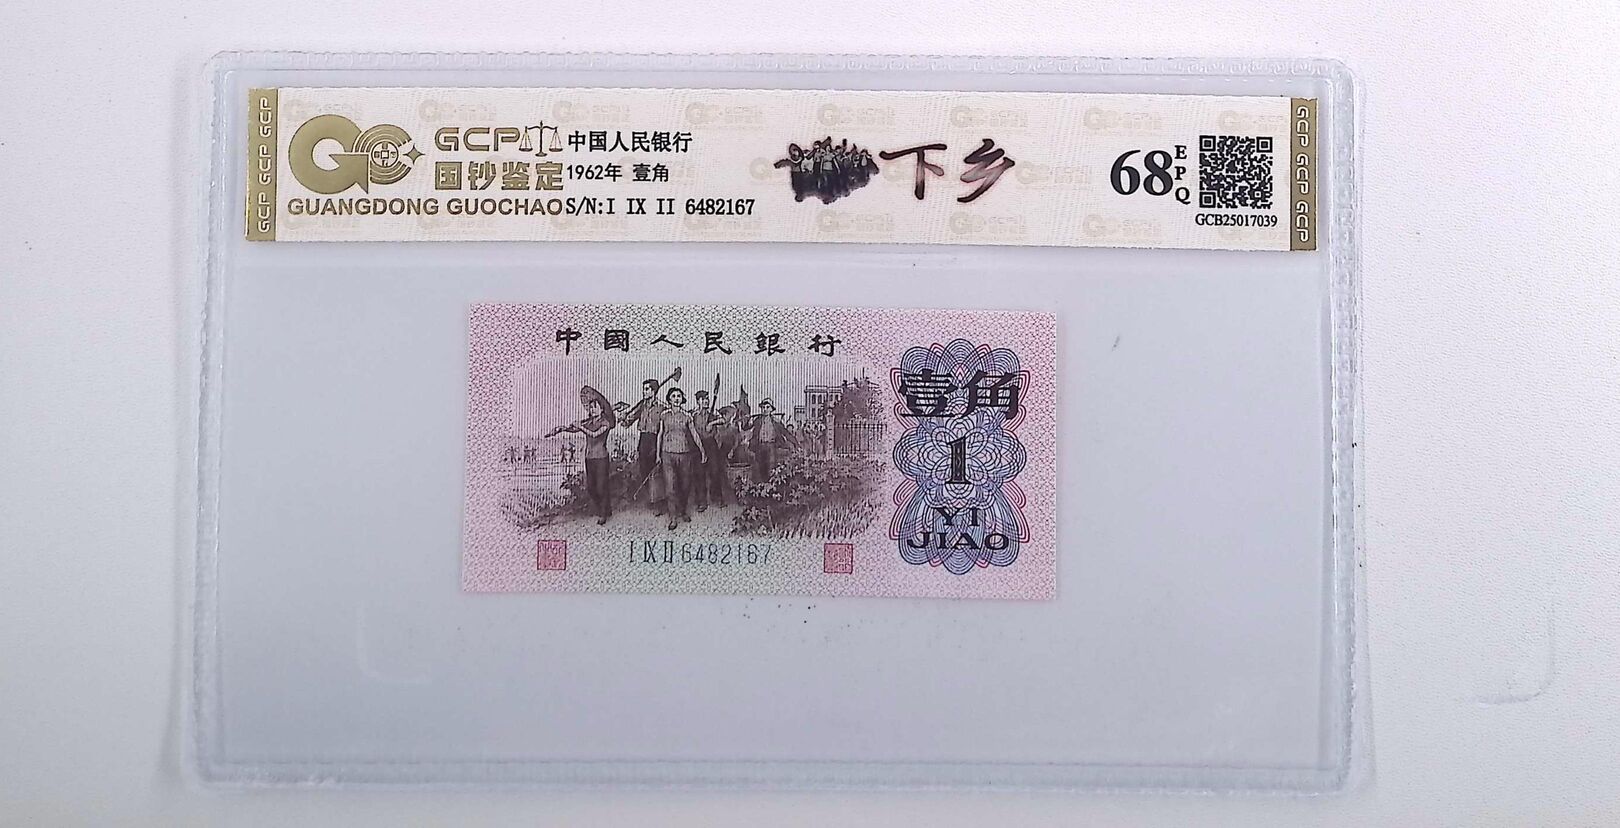 GCP GCP GCP
GCP
国钞鉴定
GUANGDONG GUOCHAO
中国人民银行
1962年 壹角
S/N:I IX II 6482167
下乡
68
EPQ
GCB25017039
GCP GCP GCP
中國人民銀行
壹角
1
YI
JIAO
I IX II 6482167